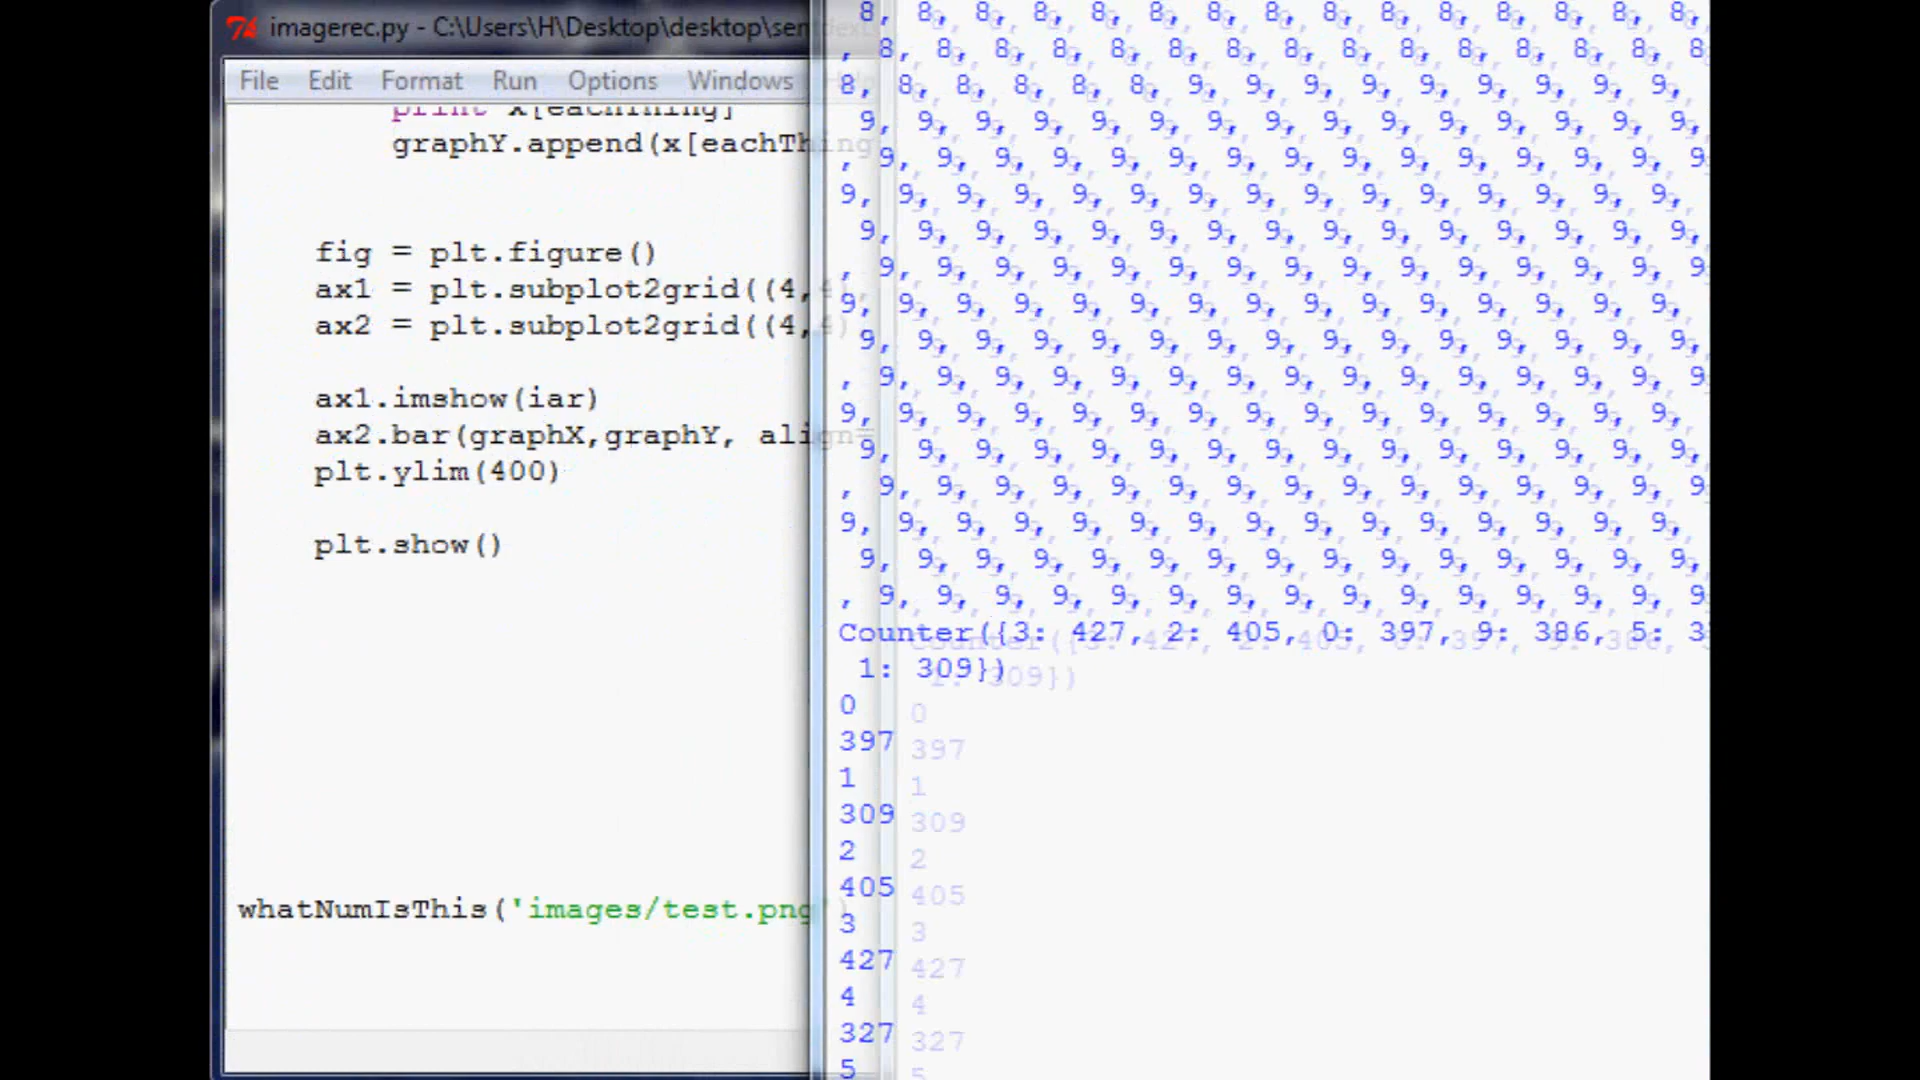 imagerec.py - C:\Users\H\Desktop\desktop\sentdex
File Edit Format Run Options Windows Help
print x[eachThing]
graphY.append(x[eachThing
fig = plt.figure()
ax1 = plt.subplot2grid((4,4),
ax2 = plt.subplot2grid((4,4),
ax1.imshow(iar)
ax2.bar(graphX,graphY, align=
plt.ylim(400)
plt.show()
whatNumIsThis('images/test.png')
8, 8, 8, 8, 8, 8, 8, 8, 8, 8, 8, 8, 8, 8, 8,
, 8, 8, 8, 8, 8, 8, 8, 8, 8, 8, 8, 8, 8, 8, 8
8, 8, 8, 8, 8, 8, 9, 9, 9, 9, 9, 9, 9, 9, 9,
9, 9, 9, 9, 9, 9, 9, 9, 9, 9, 9, 9, 9, 9, 9,
, 9, 9, 9, 9, 9, 9, 9, 9, 9, 9, 9, 9, 9, 9, 9
9, 9, 9, 9, 9, 9, 9, 9, 9, 9, 9, 9, 9, 9, 9,
9, 9, 9, 9, 9, 9, 9, 9, 9, 9, 9, 9, 9, 9, 9,
, 9, 9, 9, 9, 9, 9, 9, 9, 9, 9, 9, 9, 9, 9, 9
9, 9, 9, 9, 9, 9, 9, 9, 9, 9, 9, 9, 9, 9, 9,
9, 9, 9, 9, 9, 9, 9, 9, 9, 9, 9, 9, 9, 9, 9,
, 9, 9, 9, 9, 9, 9, 9, 9, 9, 9, 9, 9, 9, 9, 9
9, 9, 9, 9, 9, 9, 9, 9, 9, 9, 9, 9, 9, 9, 9,
9, 9, 9, 9, 9, 9, 9, 9, 9, 9, 9, 9, 9, 9, 9,
, 9, 9, 9, 9, 9, 9, 9, 9, 9, 9, 9, 9, 9, 9, 9
9, 9, 9, 9, 9, 9, 9, 9, 9, 9, 9, 9, 9, 9, 9,
9, 9, 9, 9, 9, 9, 9, 9, 9, 9, 9, 9, 9, 9, 9,
, 9, 9, 9, 9, 9, 9, 9, 9, 9, 9, 9, 9, 9, 9, 9
Counter({3: 427, 2: 405, 0: 397, 9: 386, 5: 3
1: 309})
0
397
1
309
2
405
3
427
4
327
5